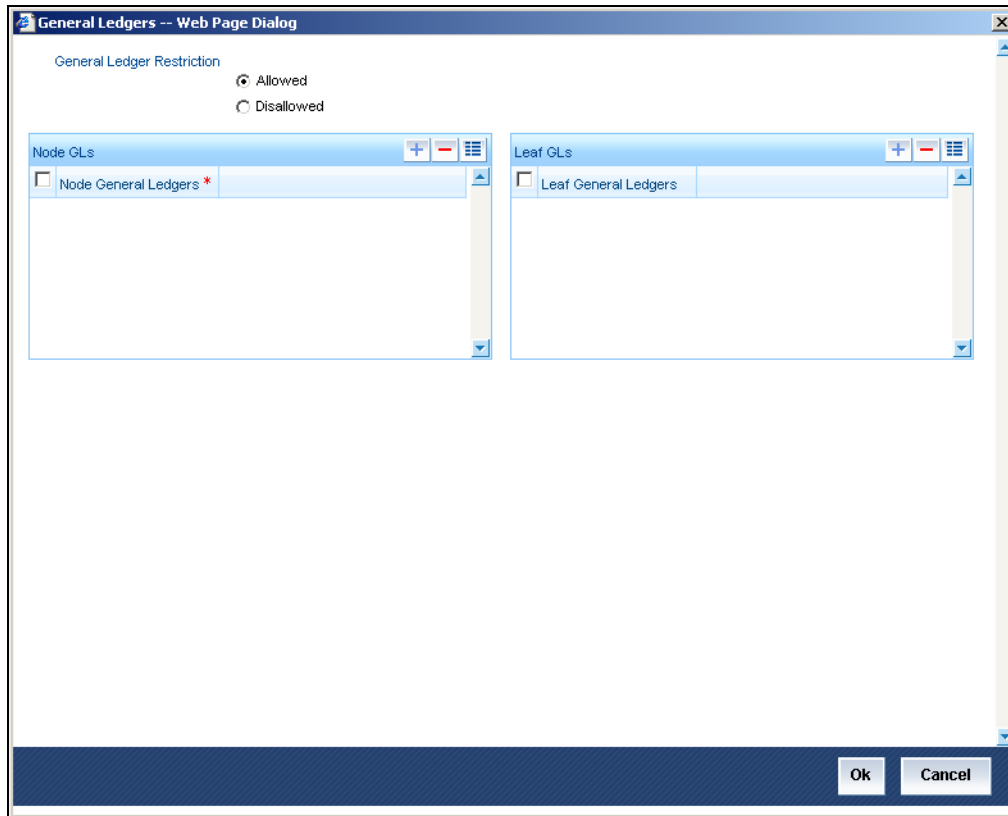 General Ledgers -- Web Page Dialog
General Ledger Restriction
Allowed
Disallowed
Node GLs
Node General Ledgers *
Leaf GLs
Leaf General Ledgers
Ok
Cancel